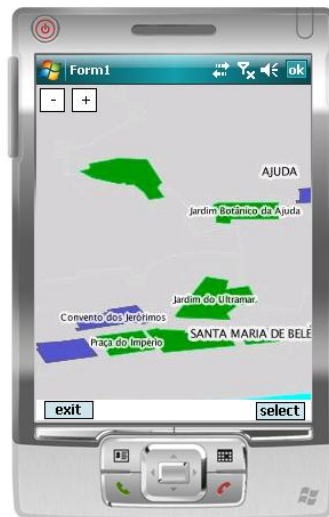 Form1
ok
- +
AJUDA
Jardim Botânico da Ajuda
Jardim do Ultramar
Convento dos Jerónimos
SANTA MARIA DE BELÉ
Praça do Império
exit
select